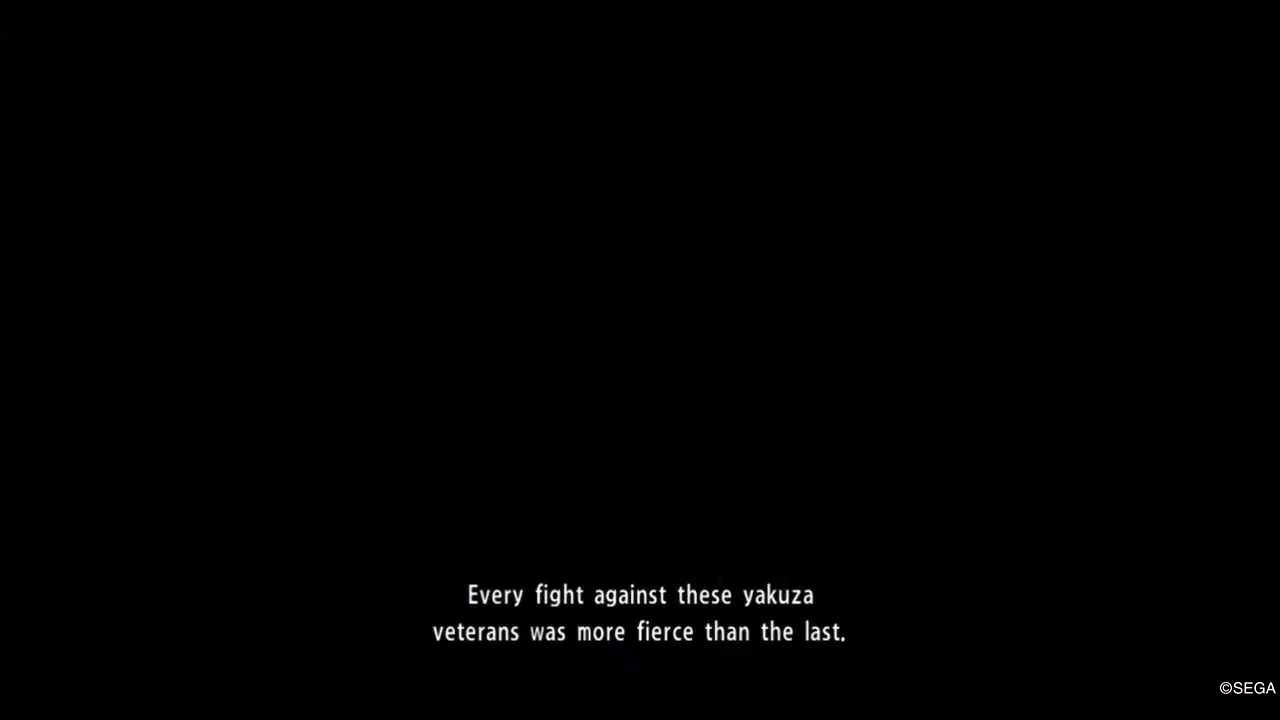 Every fight against these yakuza
veterans was more fierce than the last.
©SEGA